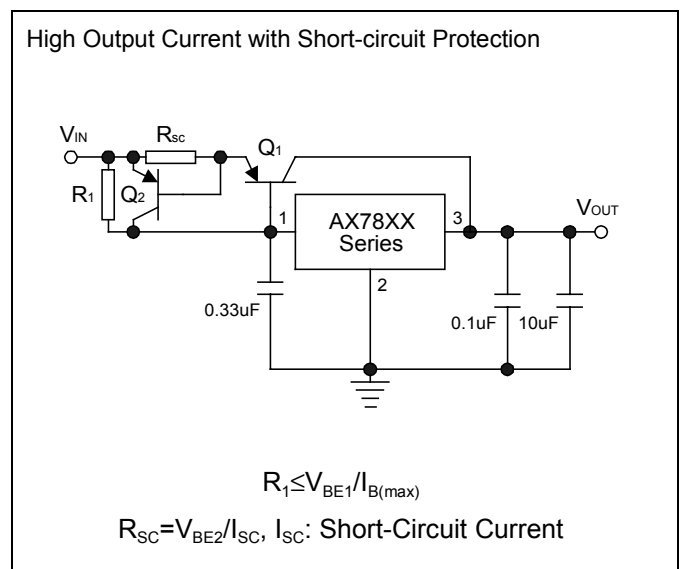 High Output Current with Short-circuit Protection
VIN
Rsc
Q1
R1
Q2
1
AX78XX
Series
3
VOUT
2
0.33uF
0.1uF
10uF
R1≤VBE1/IB(max)
RSC=VBE2/ISC, ISC: Short-Circuit Current